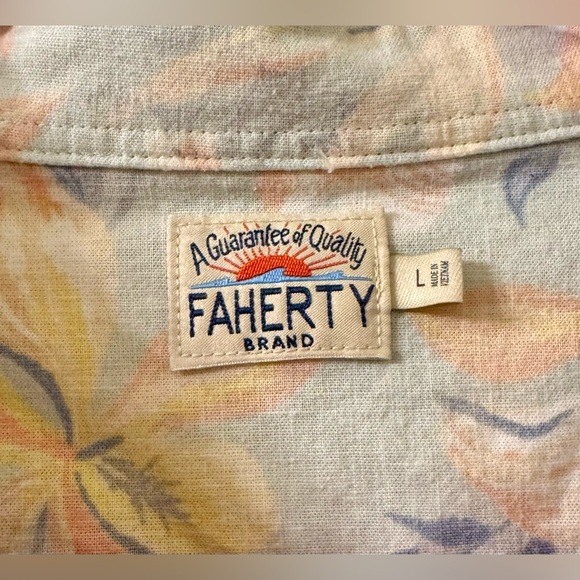 A Guarantee of Quality
FAHERTY
BRAND
L
MADE IN
VIETNAM